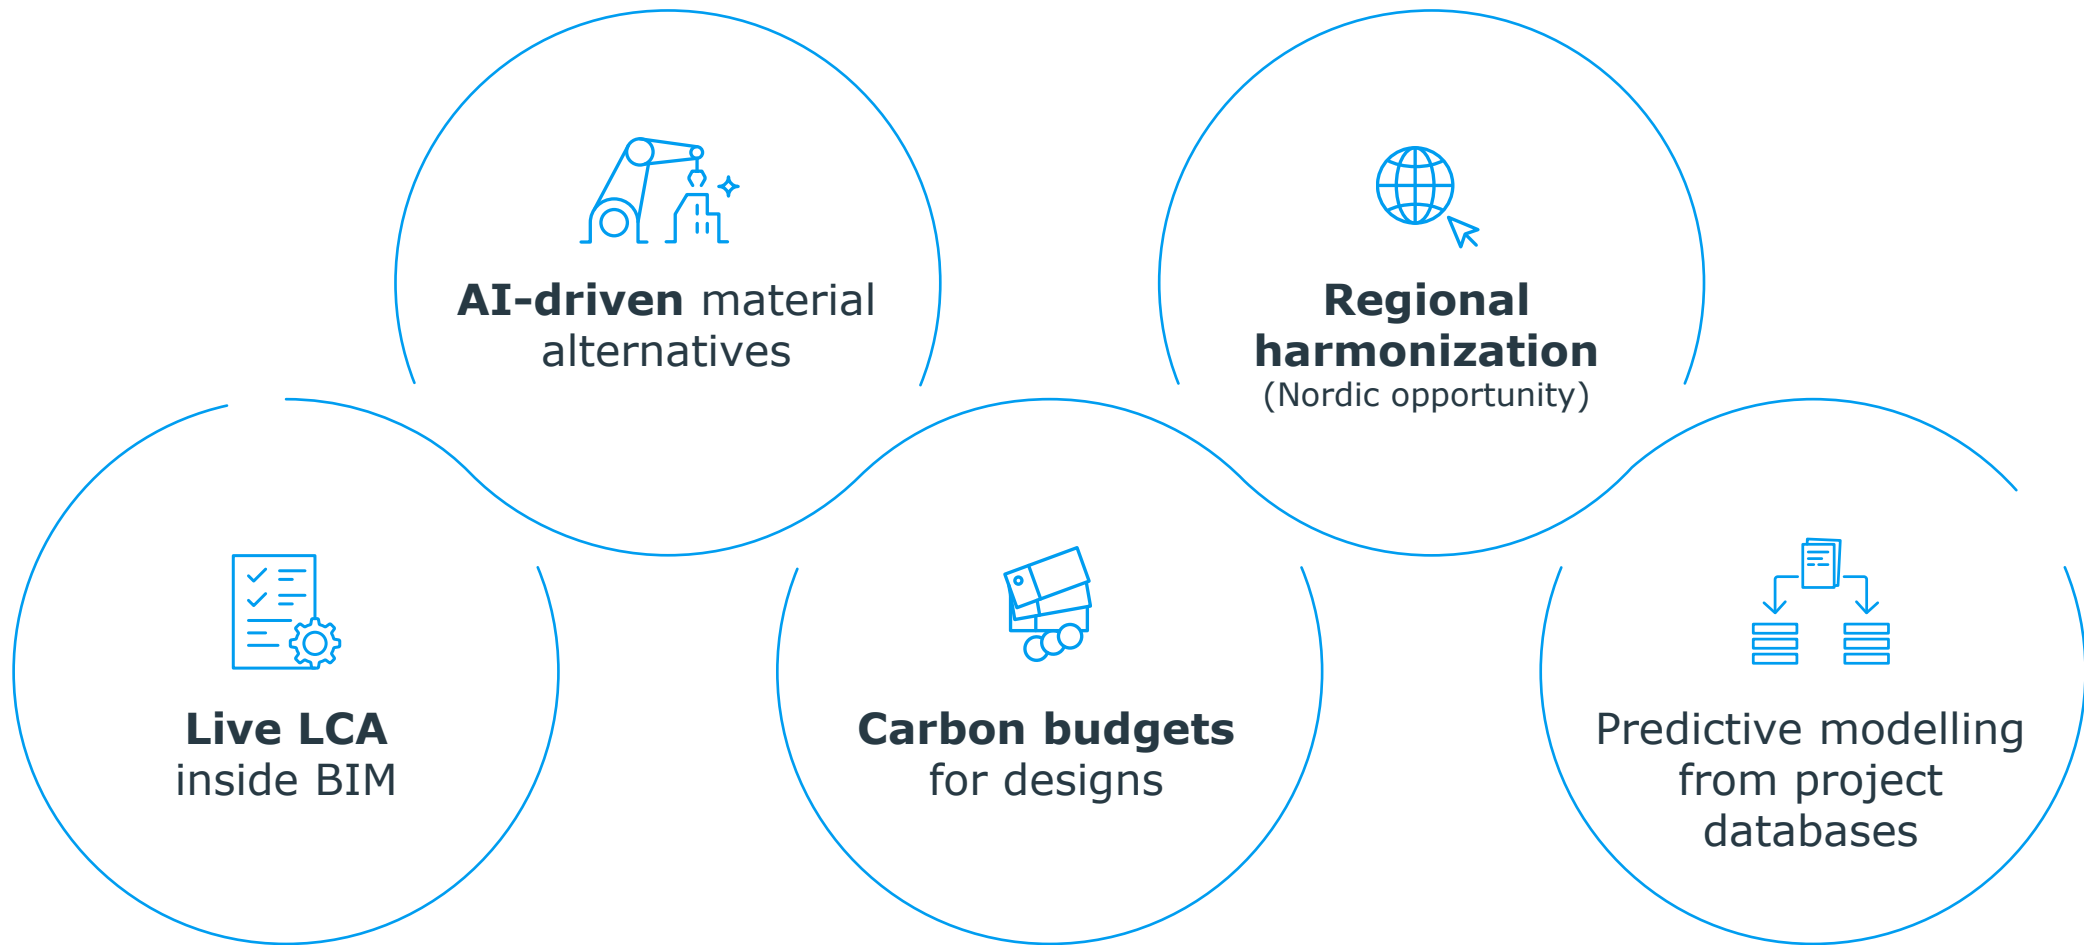 AI-driven material
alternatives
Regional
harmonization
(Nordic opportunity)
Live LCA
inside BIM
Carbon budgets
for designs
Predictive modelling
from project
databases